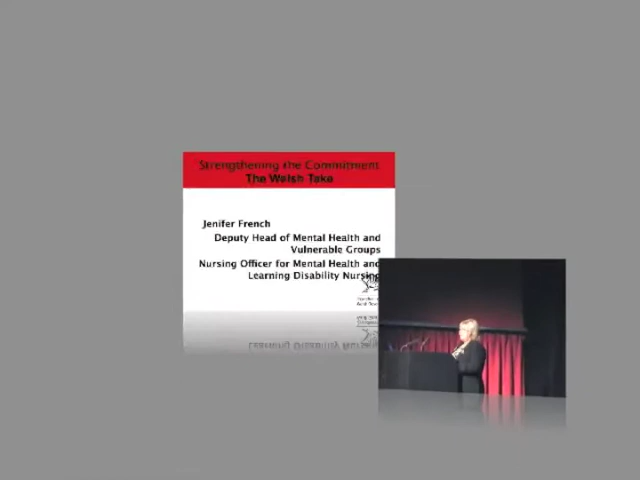 Strengthening the Commitment
The Welsh Take
Jenifer French
Deputy Head of Mental Health and
Vulnerable Groups
Nursing Officer for Mental Health and
Learning Disability Nursing